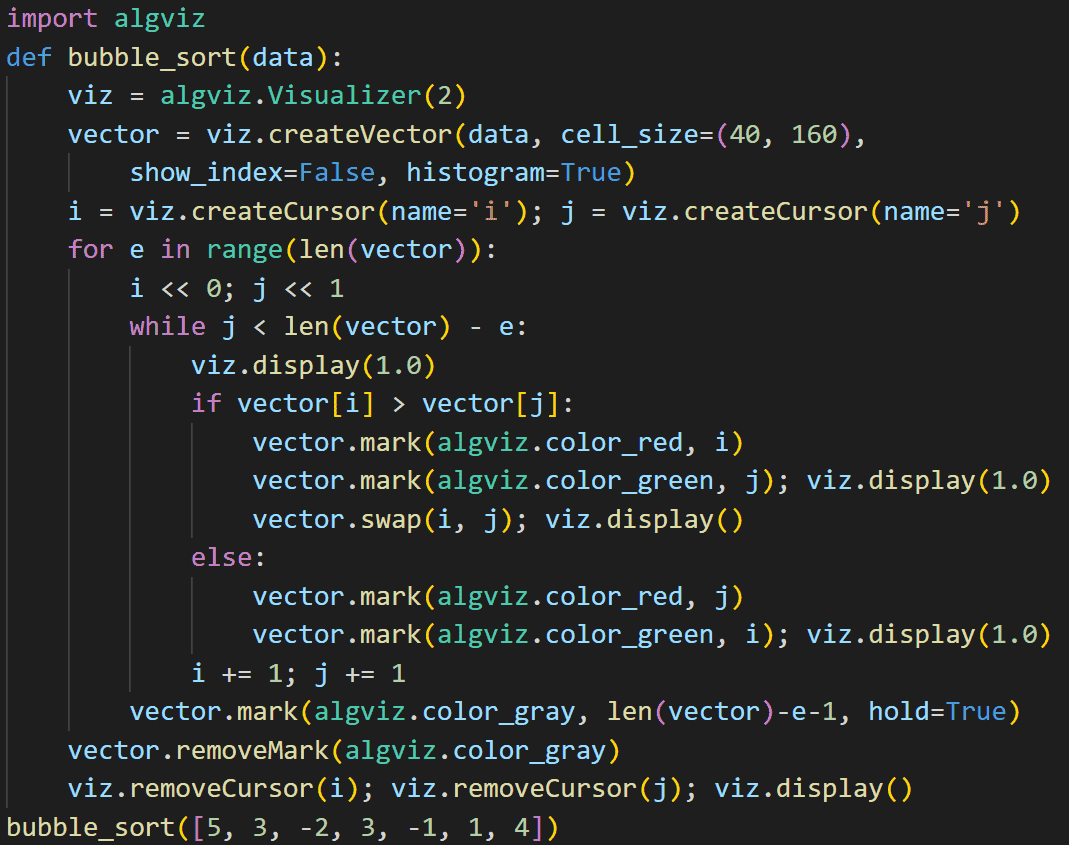 import algviz
def bubble_sort(data):
    viz = algviz.Visualizer(2)
    vector = viz.createVector(data, cell_size=(40, 160),
        show_index=False, histogram=True)
    i = viz.createCursor(name='i'); j = viz.createCursor(name='j')
    for e in range(len(vector)):
        i << 0; j << 1
        while j < len(vector) - e:
            viz.display(1.0)
            if vector[i] > vector[j]:
                vector.mark(algviz.color_red, i)
                vector.mark(algviz.color_green, j); viz.display(1.0)
                vector.swap(i, j); viz.display()
            else:
                vector.mark(algviz.color_red, j)
                vector.mark(algviz.color_green, i); viz.display(1.0)
            i += 1; j += 1
        vector.mark(algviz.color_gray, len(vector)-e-1, hold=True)
    vector.removeMark(algviz.color_gray)
    viz.removeCursor(i); viz.removeCursor(j); viz.display()
bubble_sort([5, 3, -2, 3, -1, 1, 4])